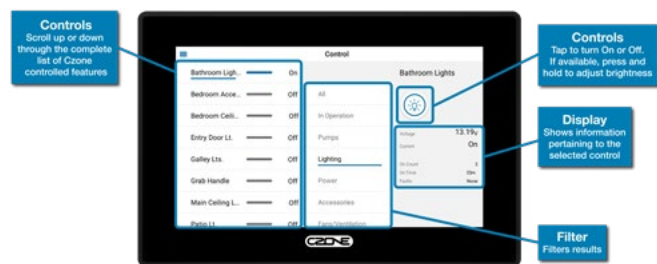 Controls
Scroll up or down
through the complete
list of Czone
controlled features
Control
Bathroom Ligh...
On
Bedroom Acce...
Off
Bedroom Ceili...
Off
Entry Door Lt.
Off
Galley Lts.
Off
Grab Handle
Off
Main Ceiling L...
Off
Patio Lt.
Off
All
In Operation
Pumps
Lighting
Power
Accessories
Fans/Ventilation
Bathroom Lights
Voltage
13.19V
Current
On
On Count
2
On Time
Faults
None
CZONE
Controls
Tap to turn On or Off.
If available, press and
hold to adjust brightness
Display
Shows information
pertaining to the
selected control
Filter
Filters results